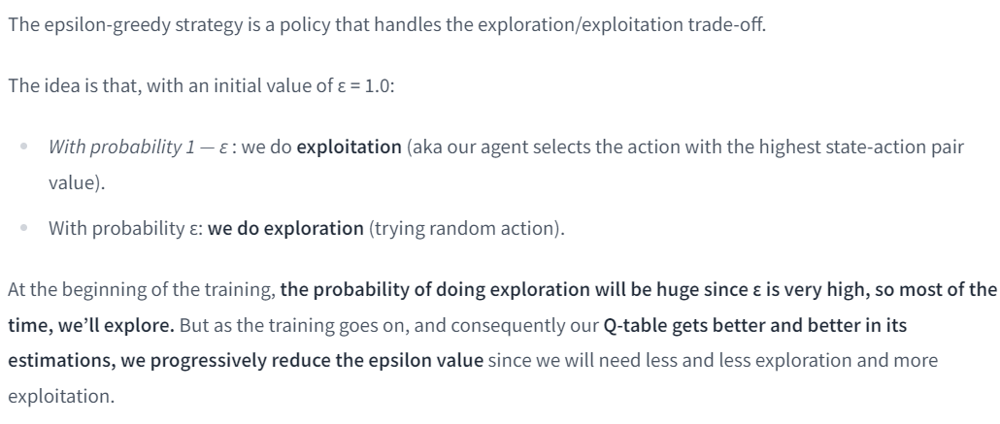 The epsilon-greedy strategy is a policy that handles the exploration/exploitation trade-off.
The idea is that, with an initial value of ε = 1.0:
• With probability 1 — ε : we do exploitation (aka our agent selects the action with the highest state-action pair
value).
• With probability ε: we do exploration (trying random action).
At the beginning of the training, the probability of doing exploration will be huge since ε is very high, so most of the
time, we’ll explore. But as the training goes on, and consequently our Q-table gets better and better in its
estimations, we progressively reduce the epsilon value since we will need less and less exploration and more
exploitation.